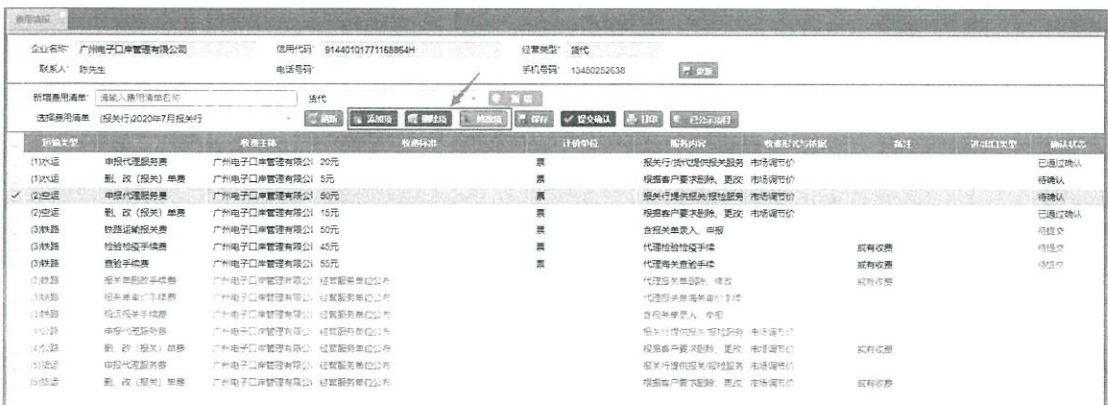 费用填报
企业名称* 广州电子口岸管理有限公司 信用代码* 91440101771168864H 经营类型* 货代
联系人* 陈先生 电话号码* 手机号码* 13450252638 更新
新增费用清单* 请输入费用清单名称 货代
选择费用清单 (报关行)2020年7月报关行 刷新 添加项 删除项 修改项 保存 提交确认 打印 已公示清单
运输类型 收费主体 收费标准 计价单位 服务内容 收费形式与依据 备注 进出口类型 确认状态
(1)水运 申报代理服务费 广州电子口岸管理有限公 20元 票 报关行/货代提供报关服务 市场调节价 已通过确认
(1)水运 删、改（报关）单费 广州电子口岸管理有限公 5元 票 根据客户要求删除、更改 市场调节价 待确认
(2)空运 申报代理服务费 广州电子口岸管理有限公 50元 票 报关行提供报关/报检服务 市场调节价 待确认
(2)空运 删、改（报关）单费 广州电子口岸管理有限公 15元 票 根据客户要求删除、更改 市场调节价 已通过确认
(3)铁路 铁路运输报关费 广州电子口岸管理有限公 50元 票 含报关单录入、申报 待提交
(3)铁路 检验检疫手续费 广州电子口岸管理有限公 45元 票 代理检验检疫手续 或有收费 待提交
(3)铁路 查验手续费 广州电子口岸管理有限公 55元 票 代理海关查验手续 或有收费 待提交
(3)铁路 报关单删改手续费 广州电子口岸管理有限公 经营服务单位公布 代理报关单删除、修改 或有收费
(3)铁路 报关单审价手续费 广州电子口岸管理有限公 经营服务单位公布 代理报关单海关审价手续
(3)铁路 转运报关手续费 广州电子口岸管理有限公 经营服务单位公布 含报关单录入、申报
(4)公路 申报代理服务费 广州电子口岸管理有限公 经营服务单位公布 报关行提供报关/报检服务 市场调节价
(4)公路 删、改（报关）单费 广州电子口岸管理有限公 经营服务单位公布 根据客户要求删除、更改 市场调节价 或有收费
(5)货运 申报代理服务费 广州电子口岸管理有限公 经营服务单位公布 报关行提供报关/报检服务 市场调节价
(5)货运 删、改（报关）单费 广州电子口岸管理有限公 经营服务单位公布 根据客户要求删除、更改 市场调节价 或有收费